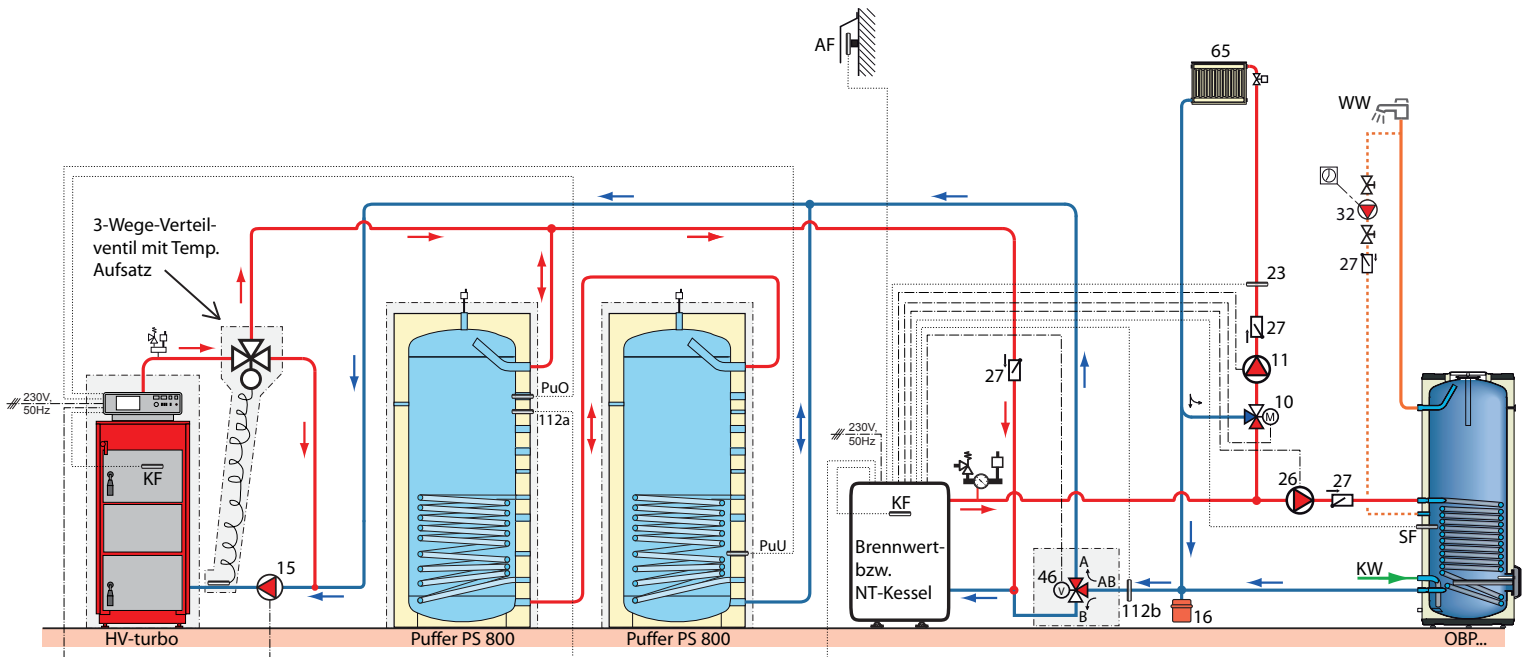 AF
65
WW
32
27
3-Wege-Verteil-
ventil mit Temp.
Aufsatz
23
27
11
10
27
PuO
112a
230V,
50Hz
KF
230V,
50Hz
M
26
27
KF
SF
Brennwert-
bzw.
NT-Kessel
PuU
15
46
V
A
AB
B
112b
16
KW
HV-turbo
Puffer PS 800
Puffer PS 800
OBP...